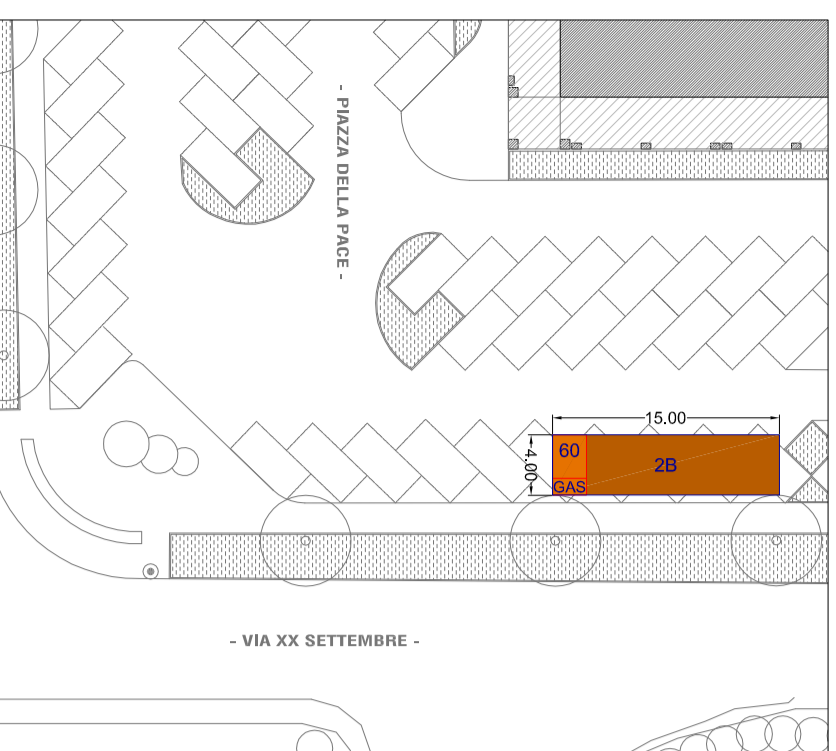 - PIAZZA DELLA PACE -
15.00
4.00
60
2B
GAS
- VIA XX SETTEMBRE -